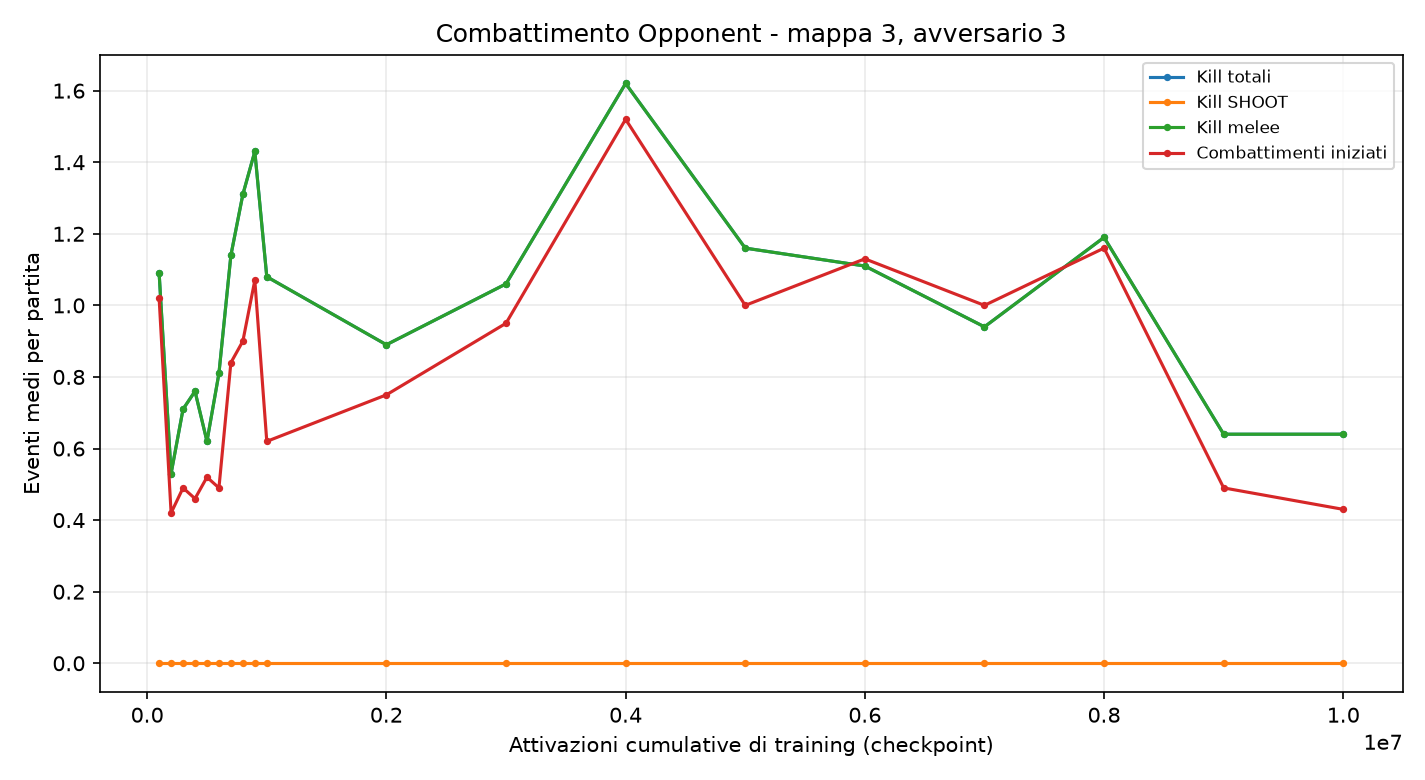 Combattimento Opponent - mappa 3, avversario 3
Kill totali
Kill SHOOT
Kill melee
Combattimenti iniziati
Eventi medi per partita
1.6
1.4
1.2
1.0
0.8
0.6
0.4
0.2
0.0
0.0 0.2 0.4 0.6 0.8 1.0
1e7
Attivazioni cumulative di training (checkpoint)